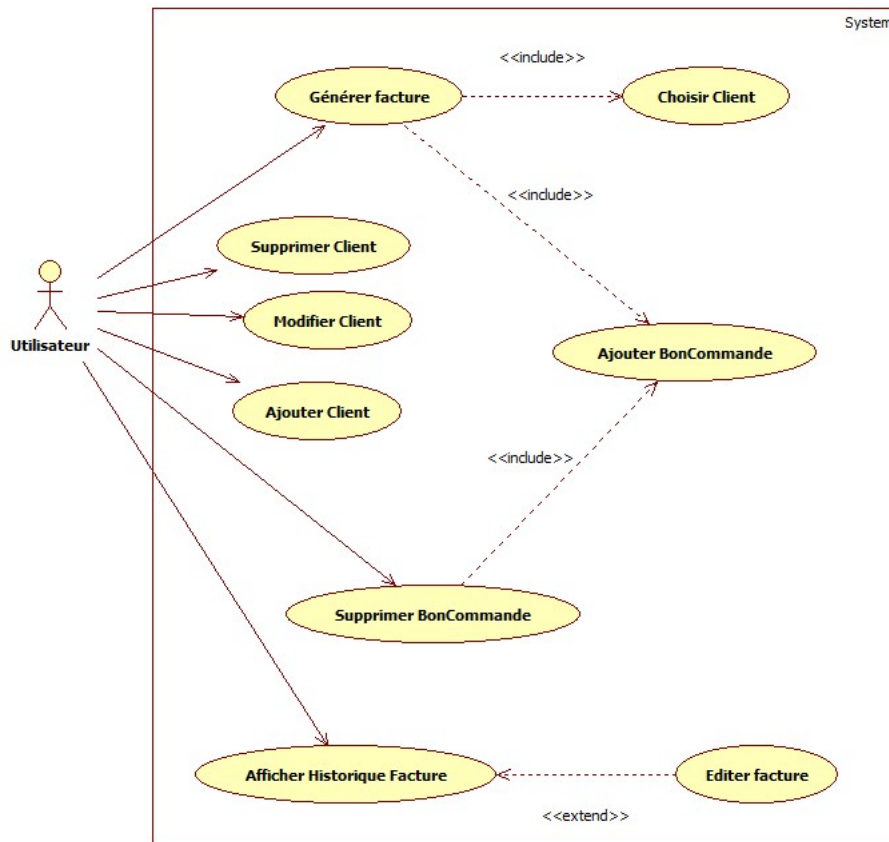 System
<<include>>
Générer facture
Choisir Client
<<include>>
Supprimer Client
Modifier Client
Utilisateur
Ajouter BonCommande
Ajouter Client
<<include>>
Supprimer BonCommande
Afficher Historique Facture
Editer facture
<<extend>>